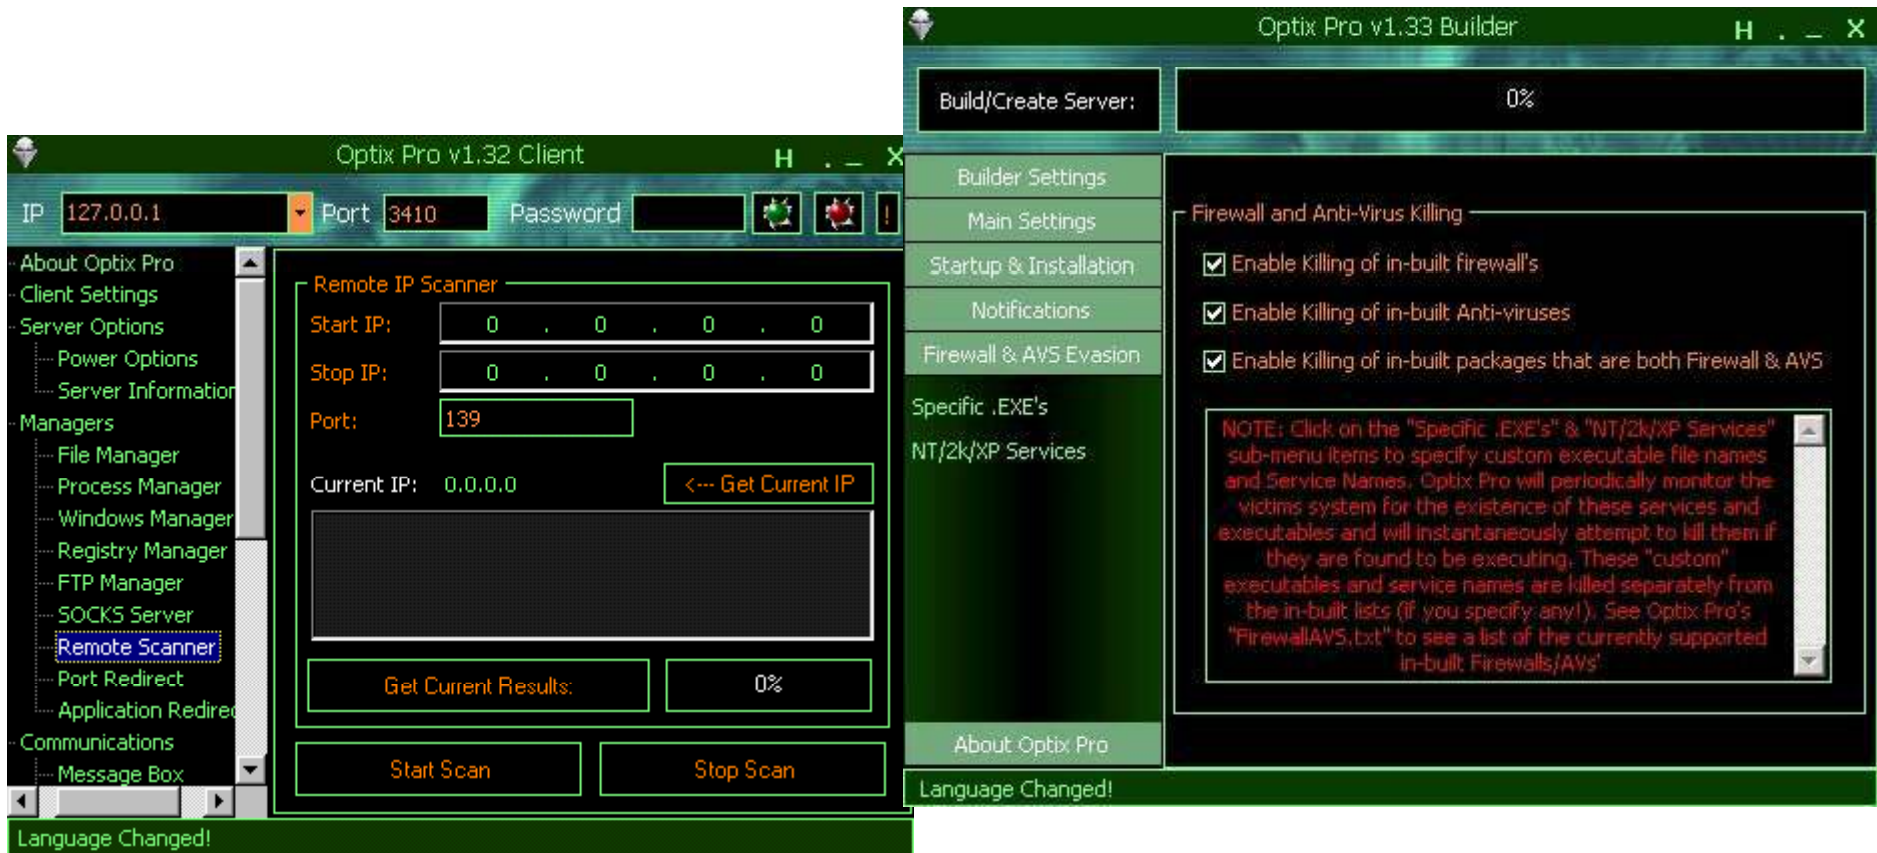 Optix Pro v1.32 Client
H . _ X
IP 127.0.0.1 Port 3410 Password !
About Optix Pro
Client Settings
Server Options
Power Options
Server Information
Managers
File Manager
Process Manager
Windows Manager
Registry Manager
FTP Manager
SOCKS Server
Remote Scanner
Port Redirect
Application Redirec
Communications
Message Box
Remote IP Scanner
Start IP: 0 . 0 . 0 . 0
Stop IP: 0 . 0 . 0 . 0
Port: 139
Current IP: 0.0.0.0 <--- Get Current IP
Get Current Results: 0%
Start Scan Stop Scan
Language Changed!
Optix Pro v1.33 Builder
H . _ X
Build/Create Server: 0%
Builder Settings
Main Settings
Startup & Installation
Notifications
Firewall & AVS Evasion
Specific .EXE's
NT/2k/XP Services
About Optix Pro
Firewall and Anti-Virus Killing
Enable Killing of in-built firewall's
Enable Killing of in-built Anti-viruses
Enable Killing of in-built packages that are both Firewall & AVS
NOTE: Click on the "Specific .EXE's" & "NT/2k/XP Services"
sub-menu items to specify custom executable file names
and Service Names. Optix Pro will periodically monitor the
victims system for the existence of these services and
executables and will instantaneously attempt to kill them if
they are found to be executing. These "custom"
executables and service names are killed separately from
the in-built lists (if you specify any!). See Optix Pro's
"FirewallAVS.txt" to see a list of the currently supported
in-built Firewalls/AVs'
Language Changed!